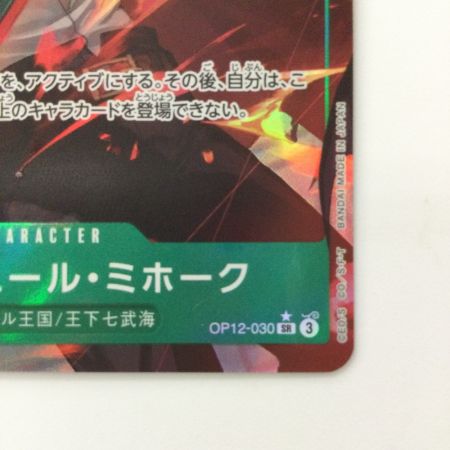 を、アクティブにする。その後、自分は、こ
上のキャラカードを登場できない。
ARACTER
ール・ミホーク
ル王国/王下七武海
OP12-030 SR 3
©E.O/S. ©O./S.・F・T BANDAI MADE IN JAPAN